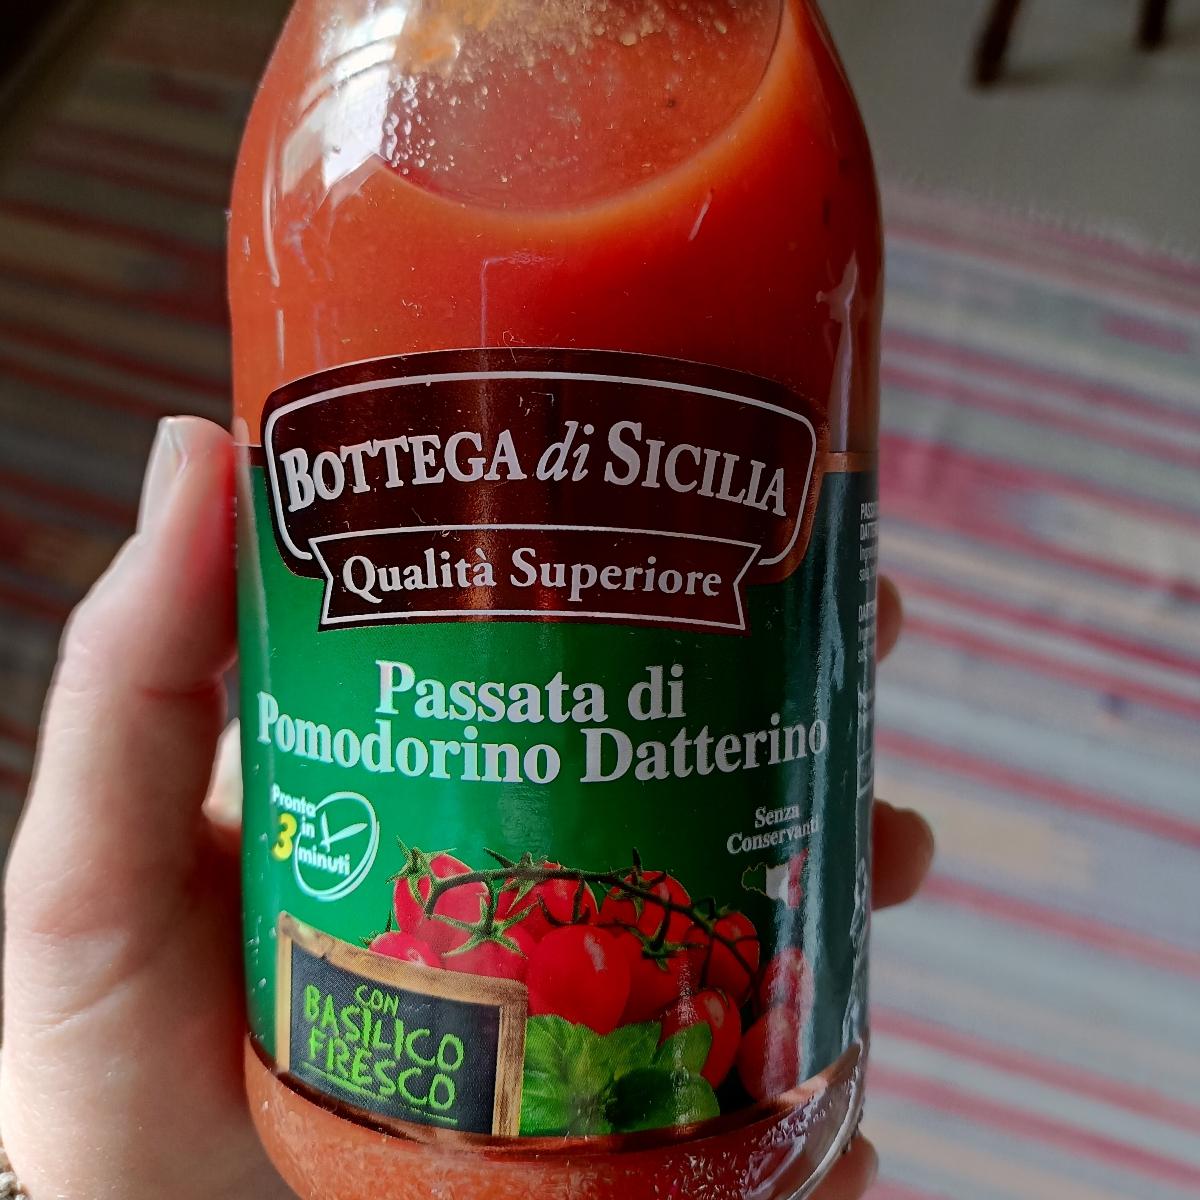 BOTTEGA di SICILIA
Qualità Superiore
Passata di
Pomodorino Datterino
Pronta
in
3
minuti
Senza
Conservanti
CON
BASILICO
FRESCO